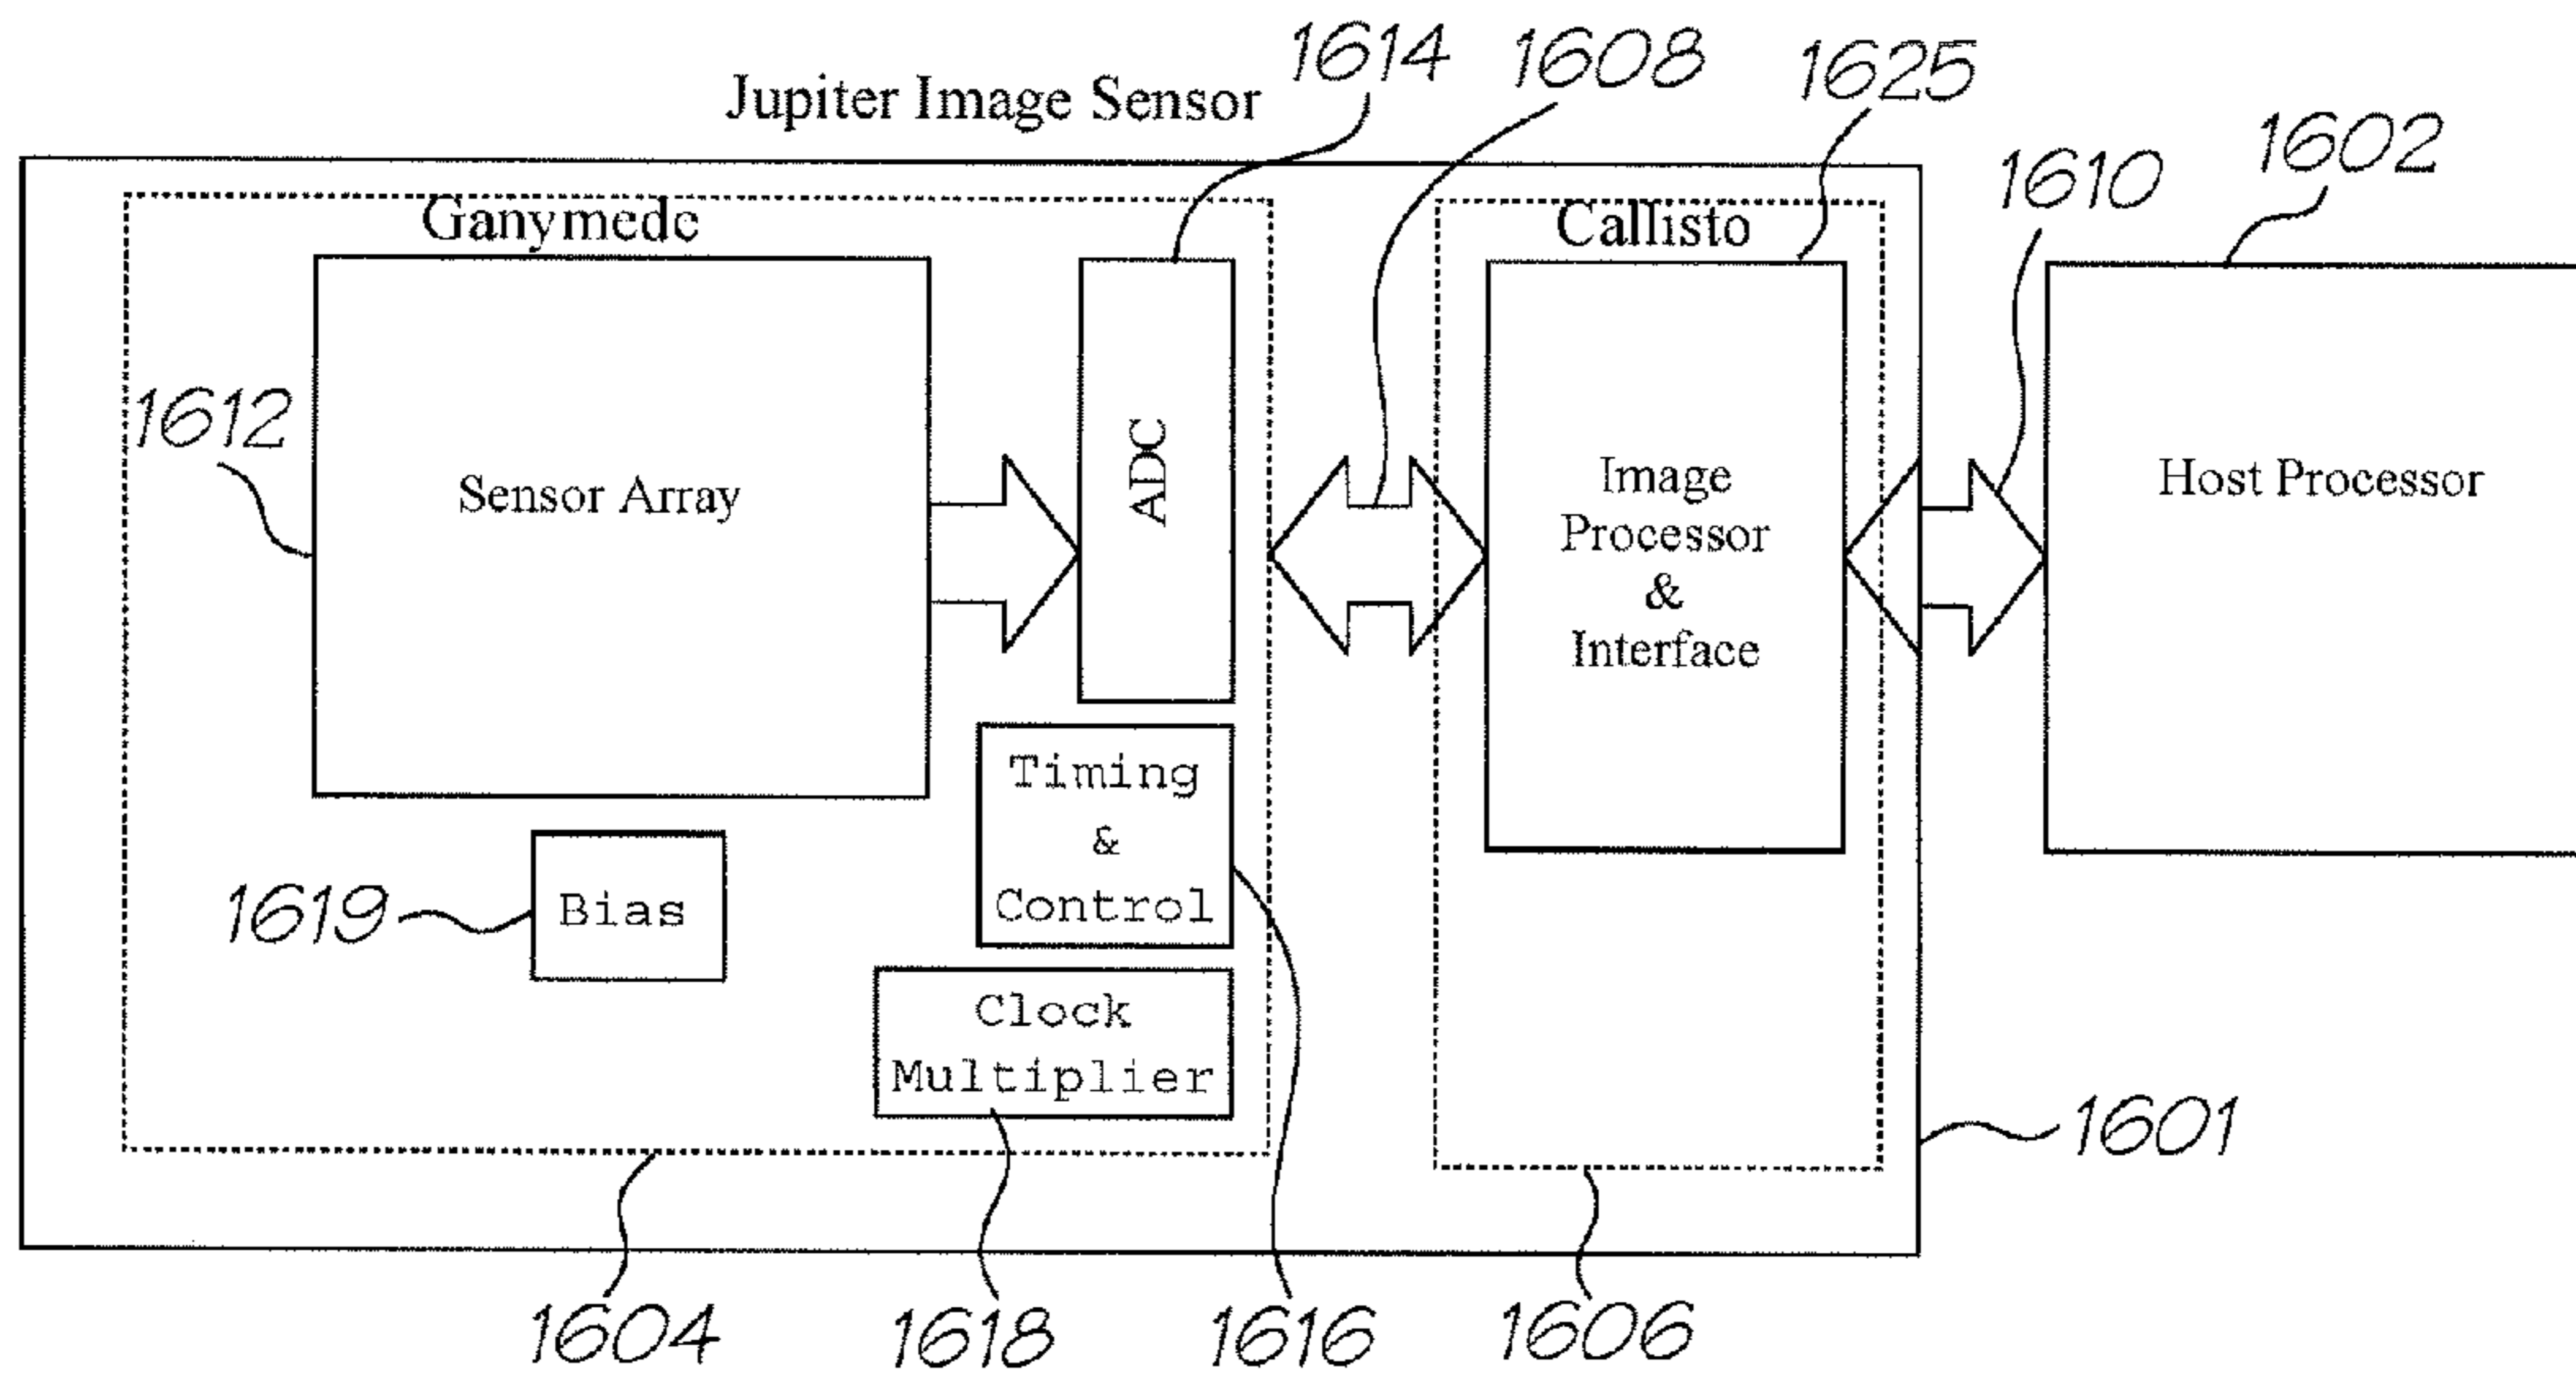 Jupiter Image Sensor
1614
1608
1625
1610
1602
Ganymede
Callisto
1612
Sensor Array
ADC
Image
Processor
&
Interface
Host Processor
Timing
&
Control
1619
Bias
Clock
Multiplier
1601
1604
1618
1616
1606